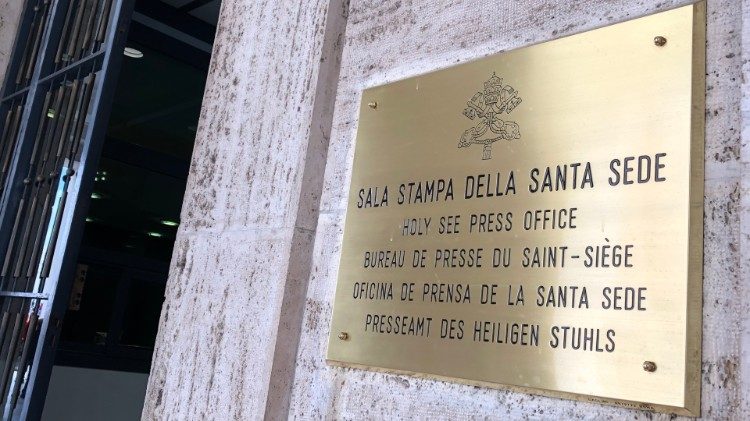 SALA STAMPA DELLA SANTA SEDE
HOLY SEE PRESS OFFICE
BUREAU DE PRESSE DU SAINT-SIÈGE
OFICINA DE PRENSA DE LA SANTA SEDE
PRESSEAMT DES HEILIGEN STUHLS